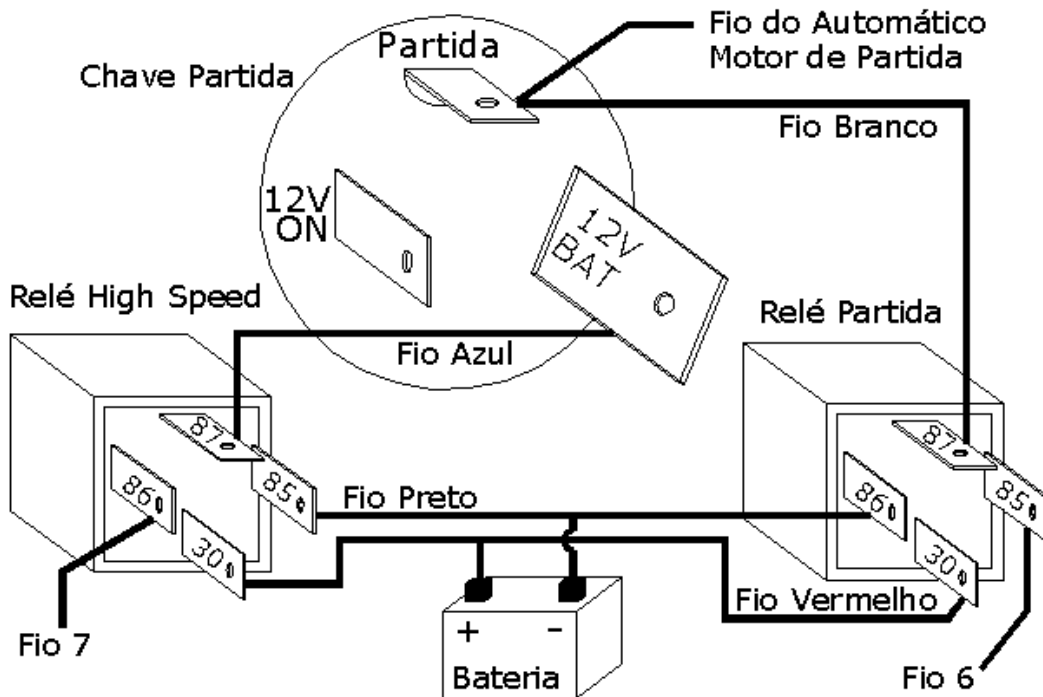 Fio do Automático
Motor de Partida
Partida
Chave Partida
Fio Branco
12V
ON
12V
BAT
Relé High Speed
Relé Partida
Fio Azul
87
86
85
30
Fio Preto
87
86
85
30
Fio Vermelho
Fio 7
+ -
Bateria
Fio 6